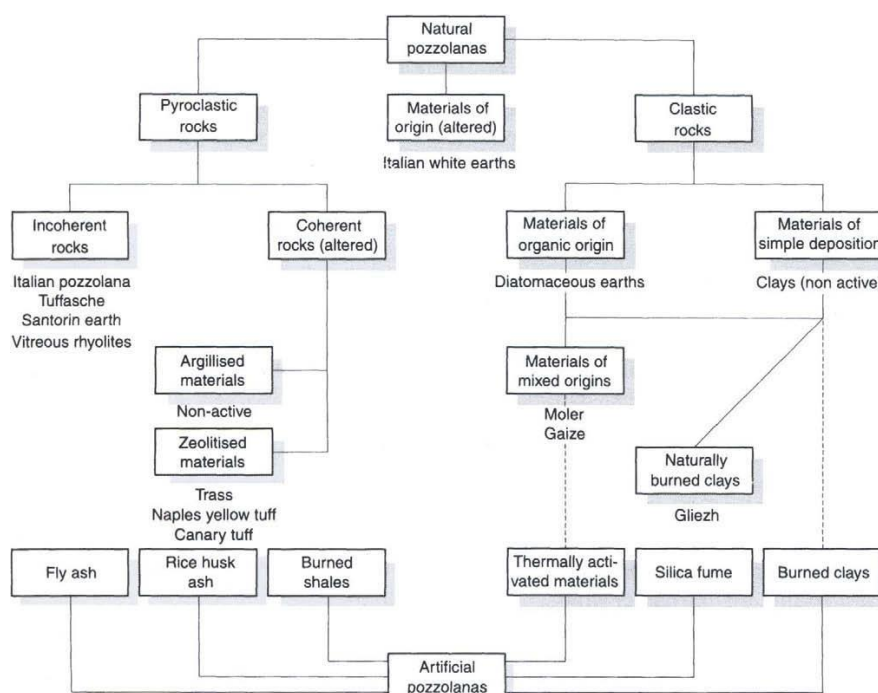 Natural
pozzolanas
Pyroclastic
rocks
Materials of
origin (altered)
Italian white earths
Clastic
rocks
Incoherent
rocks
Italian pozzolana
Tuffasche
Santorin earth
Vitreous rhyolites
Coherent
rocks (altered)
Materials of
organic origin
Diatomaceous earths
Materials of
simple deposition
Clays (non active)
Argillised
materials
Non-active
Materials of
mixed origins
Moler
Gaize
Zeolitised
materials
Trass
Naples yellow tuff
Canary tuff
Naturally
burned clays
Gliezh
Fly ash
Rice husk
ash
Burned
shales
Thermally acti-
vated materials
Silica fume
Burned clays
Artificial
pozzolanas